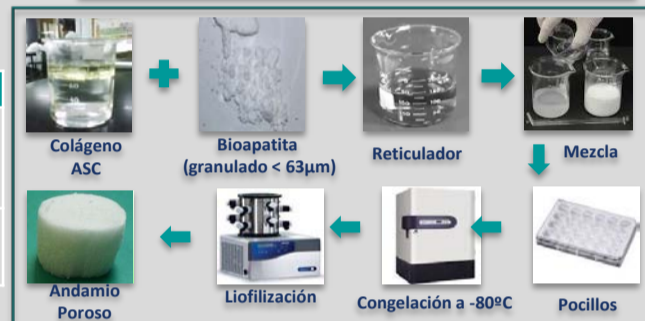 Colágeno
ASC
Bioapatita
(granulado < 63µm)
Reticulador
Mezcla
Andamio
Poroso
Liofilización
Congelación a -80ºC
Pocillos